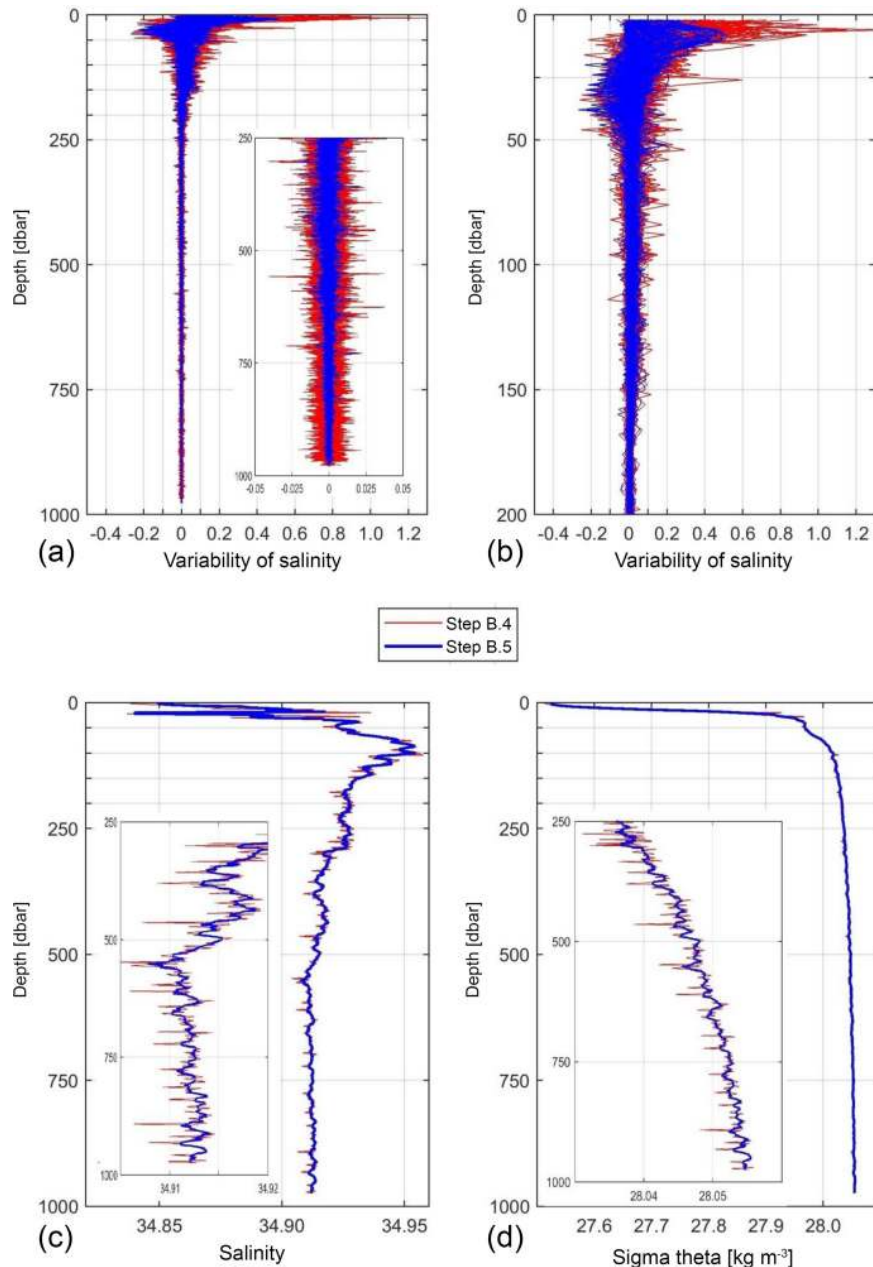 0
250
500
750
1000
Depth [dbar]
-0.4 -0.2 0 0.2 0.4 0.6 0.8 1.0 1.2
(a) Variability of salinity
250
500
750
1000
-0.05 -0.025 0 0.025 0.05
0
50
100
150
200
Depth [dbar]
-0.4 -0.2 0 0.2 0.4 0.6 0.8 1.0 1.2
(b) Variability of salinity
Step B.4
Step B.5
0
250
500
750
1000
Depth [dbar]
34.85 34.90 34.95
(c) Salinity
250
500
750
1000
34.91 34.92
0
250
500
750
1000
Depth [dbar]
27.6 27.7 27.8 27.9 28.0
(d) Sigma theta [kg m⁻³]
250
500
750
1000
28.04 28.05